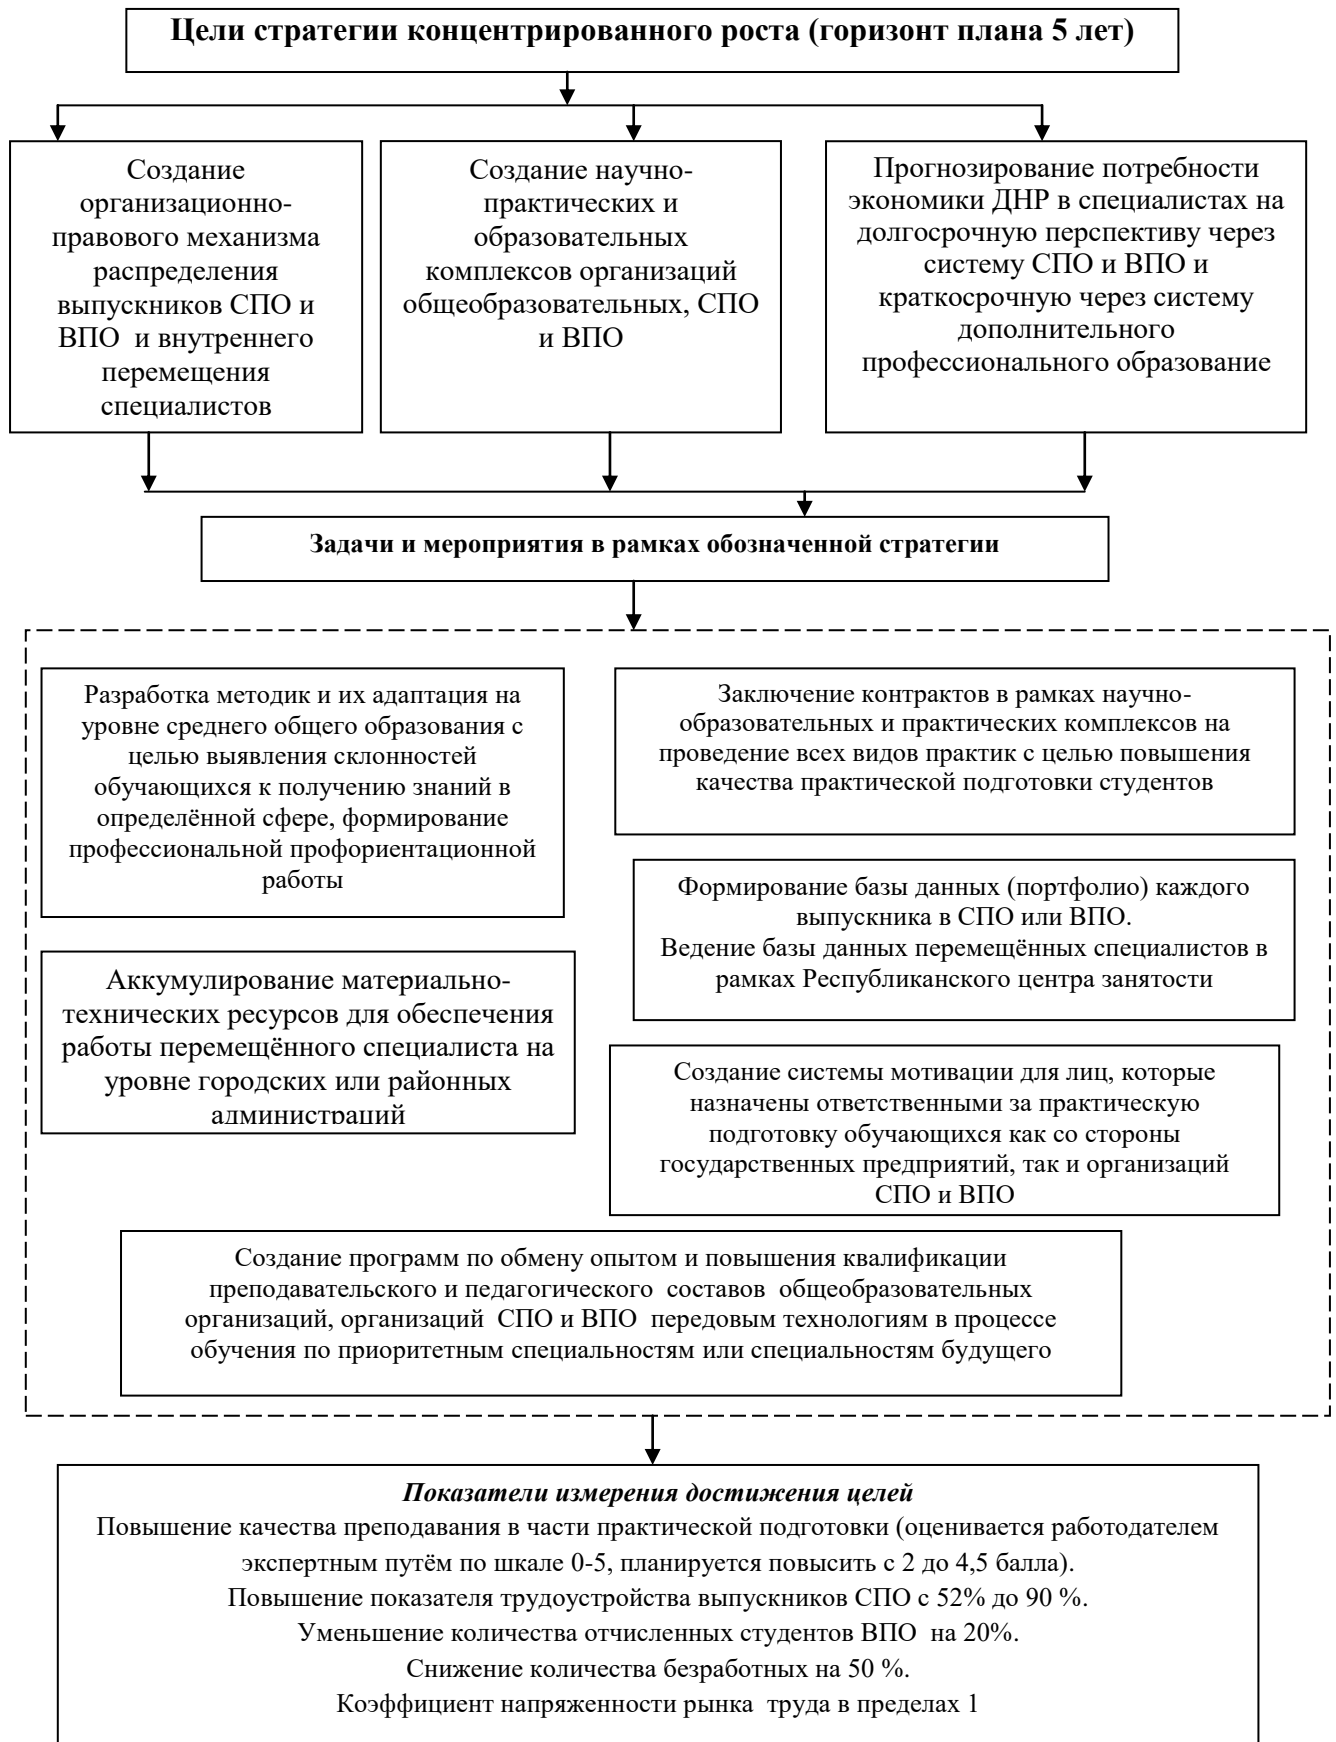 Цели стратегии концентрированного роста (горизонт плана 5 лет)
Создание
организационно-
правового механизма
распределения
выпускников СПО и
ВПО и внутреннего
перемещения
специалистов
Создание научно-
практических и
образовательных
комплексов организаций
общеобразовательных, СПО
и ВПО
Прогнозирование потребности
экономики ДНР в специалистах на
долгосрочную перспективу через
систему СПО и ВПО и
краткосрочную через систему
дополнительного
профессионального образование
Задачи и мероприятия в рамках обозначенной стратегии
Разработка методик и их адаптация на
уровне среднего общего образования с
целью выявления склонностей
обучающихся к получению знаний в
определённой сфере, формирование
профессиональной профориентационной
работы
Заключение контрактов в рамках научно-
образовательных и практических комплексов на
проведение всех видов практик с целью повышения
качества практической подготовки студентов
Формирование базы данных (портфолио) каждого
выпускника в СПО или ВПО.
Ведение базы данных перемещённых специалистов в
рамках Республиканского центра занятости
Аккумулирование материально-
технических ресурсов для обеспечения
работы перемещённого специалиста на
уровне городских или районных
администраций
Создание системы мотивации для лиц, которые
назначены ответственными за практическую
подготовку обучающихся как со стороны
государственных предприятий, так и организаций
СПО и ВПО
Создание программ по обмену опытом и повышения квалификации
преподавательского и педагогического составов общеобразовательных
организаций, организаций СПО и ВПО передовым технологиям в процессе
обучения по приоритетным специальностям или специальностям будущего
Показатели измерения достижения целей
Повышение качества преподавания в части практической подготовки (оценивается работодателем
экспертным путём по шкале 0-5, планируется повысить с 2 до 4,5 балла).
Повышение показателя трудоустройства выпускников СПО с 52% до 90 %.
Уменьшение количества отчисленных студентов ВПО на 20%.
Снижение количества безработных на 50 %.
Коэффициент напряженности рынка труда в пределах 1